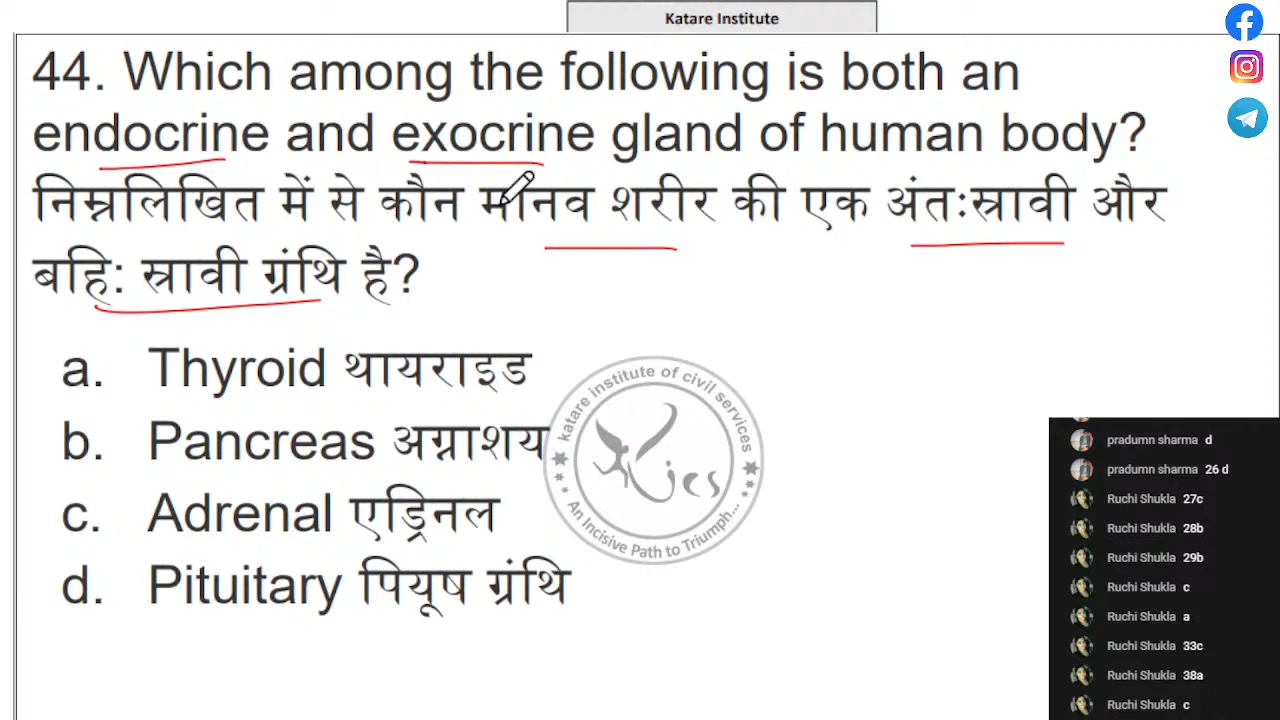 Katare Institute
44. Which among the following is both an
endocrine and exocrine gland of human body?
निम्नलिखित में से कौन मानव शरीर की एक अंतःस्रावी और
बहि: स्रावी ग्रंथि है?
a. Thyroid थायराइड
b. Pancreas अग्नाशय
c. Adrenal एड्रिनल
d. Pituitary पियूष ग्रंथि
katare institute of civil services
kics
An Incisive Path to Triumph...
pradumn sharma d
pradumn sharma 26 d
Ruchi Shukla 27c
Ruchi Shukla 28b
Ruchi Shukla 29b
Ruchi Shukla c
Ruchi Shukla a
Ruchi Shukla 33c
Ruchi Shukla 38a
Ruchi Shukla c